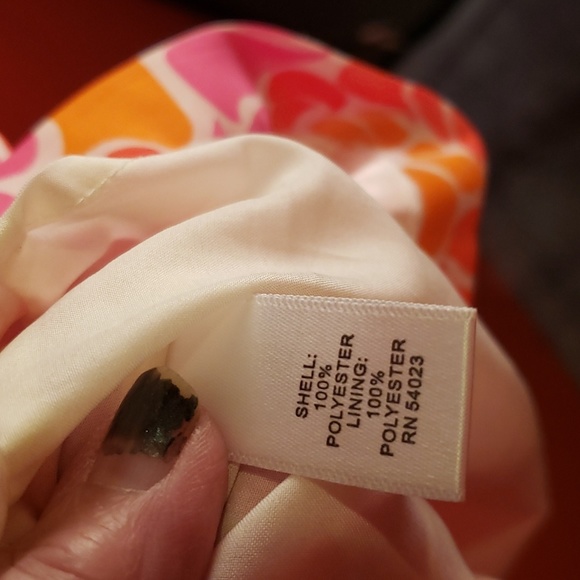 SHELL:
100%
POLYESTER
LINING:
100%
POLYESTER
RN 54023